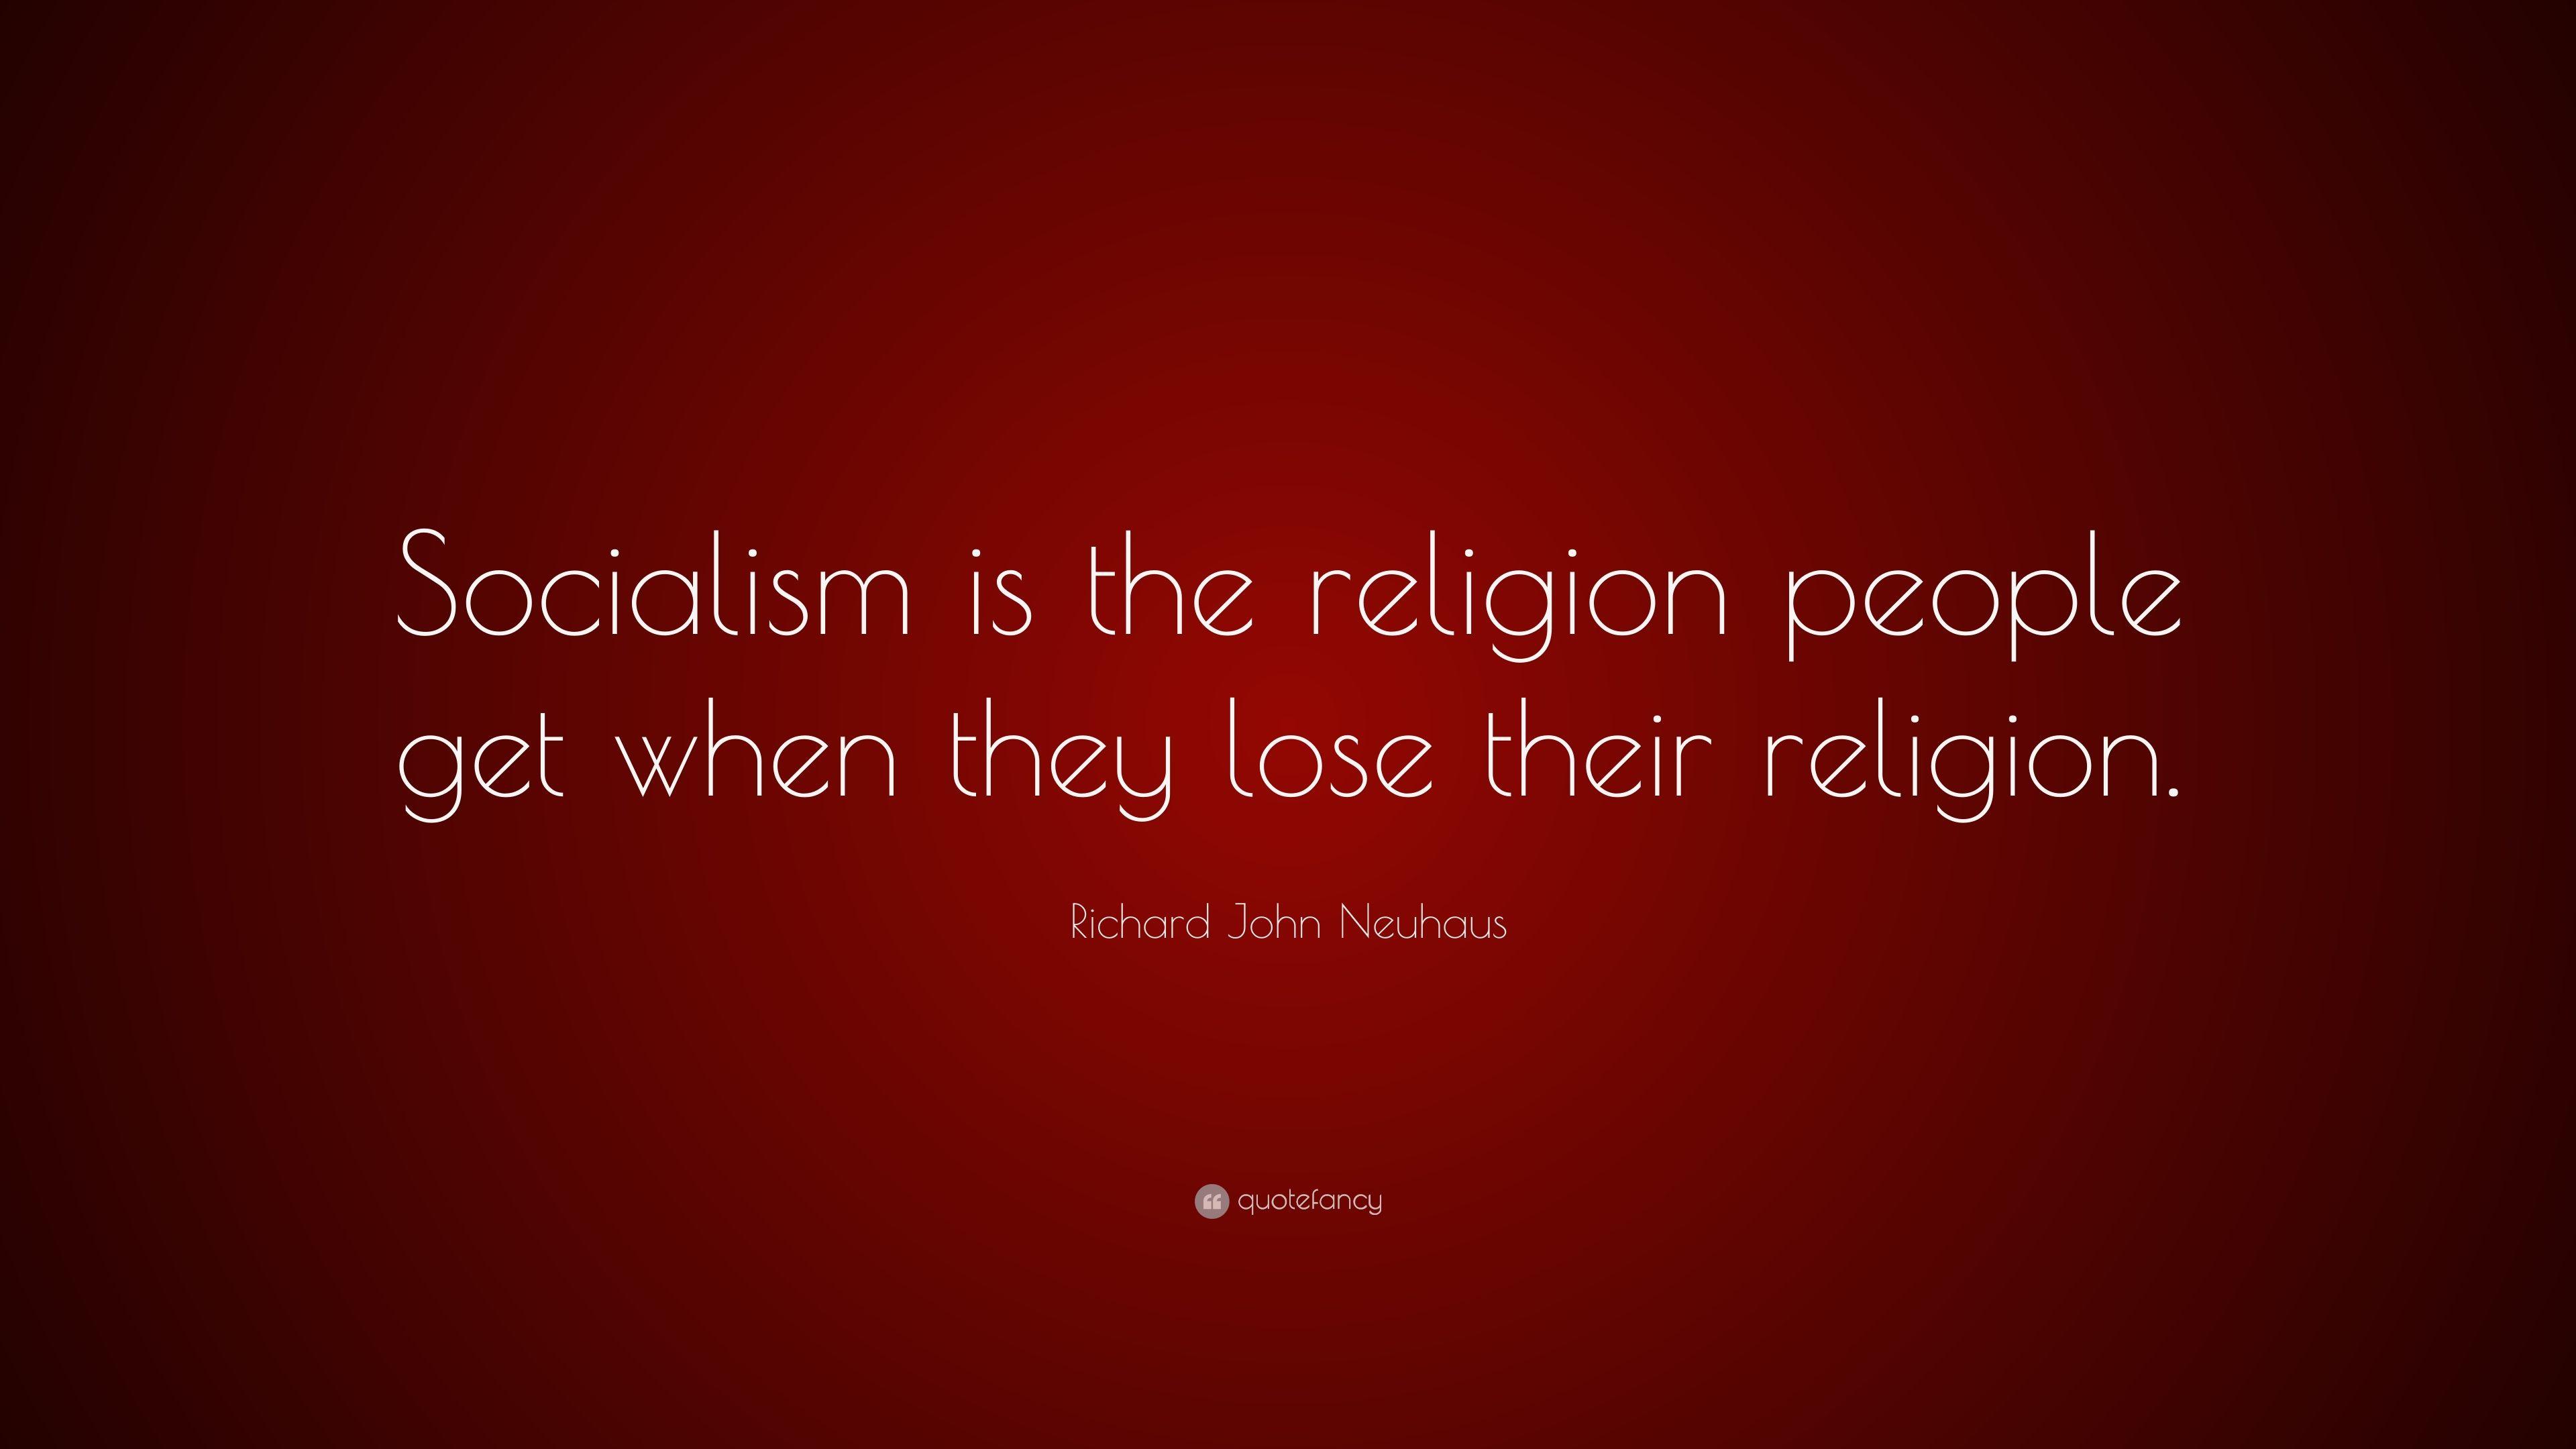 Socialism is the religion people
get when they lose their religion.
Richard John Neuhaus
quotefancy